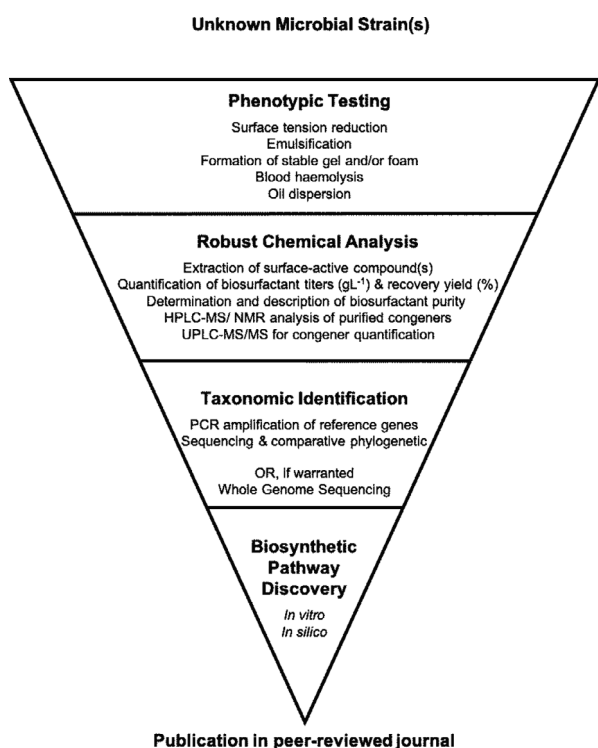 Unknown Microbial Strain(s)
Phenotypic Testing
Surface tension reduction
Emulsification
Formation of stable gel and/or foam
Blood haemolysis
Oil dispersion
Robust Chemical Analysis
Extraction of surface-active compound(s)
Quantification of biosurfactant titers (gL⁻¹) & recovery yield (%)
Determination and description of biosurfactant purity
HPLC-MS/ NMR analysis of purified congeners
UPLC-MS/MS for congener quantification
Taxonomic Identification
PCR amplification of reference genes
Sequencing & comparative phylogenetic
OR, if warranted
Whole Genome Sequencing
Biosynthetic
Pathway
Discovery
In vitro
In silico
Publication in peer-reviewed journal